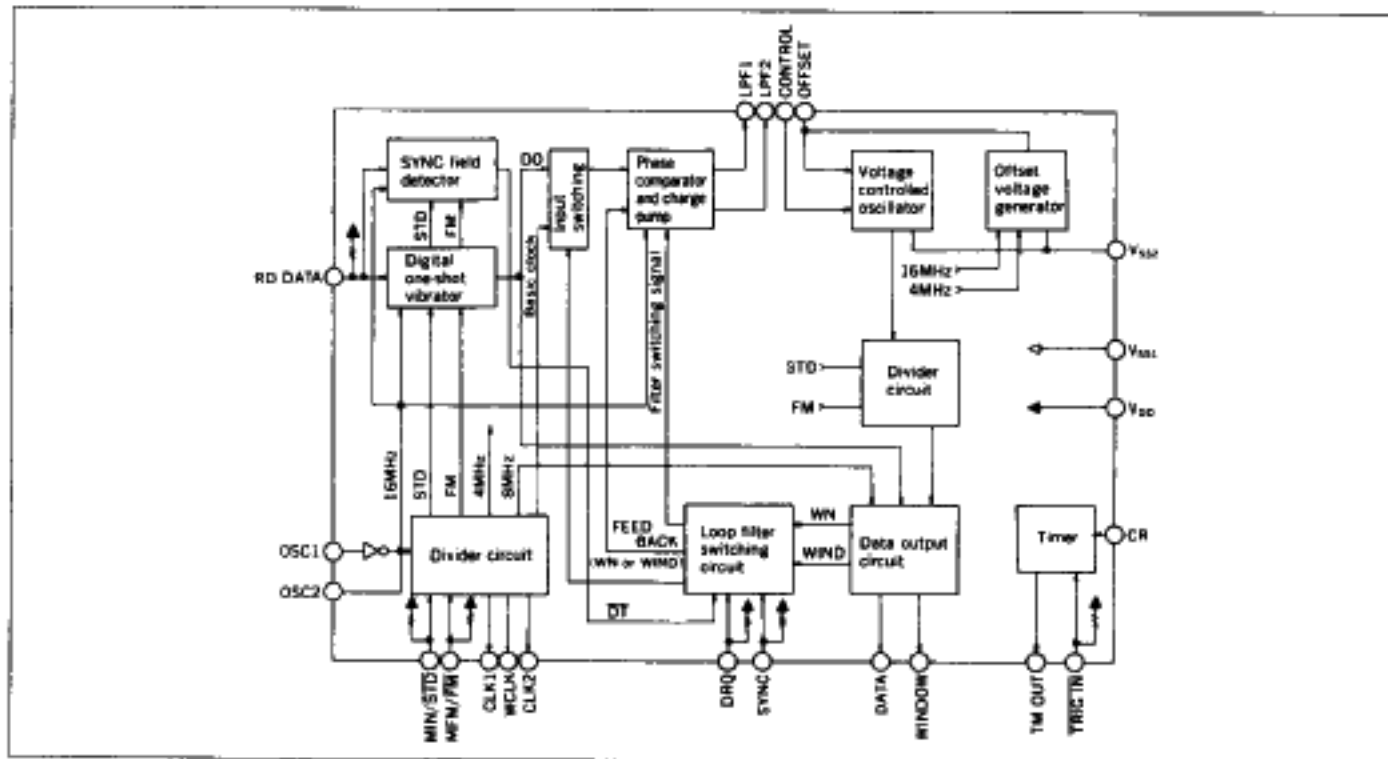 LPF1
LPF2
CONTROL
OFFSET
SYNC field
detector
DO
Input
switching
Phase
comparator
and charge
pump
Voltage
controlled
oscillator
Offset
voltage
generator
STD
FM
RD DATA
Digital
one-shot
vibrator
Basic clock
Filter switching signal
16MHz
4MHz
VSS2
VSS1
VDD
STD
FM
Divider
circuit
16MHz
STD
FM
4MHz
8MHz
OSC1
OSC2
Divider circuit
FEED
BACK
(WN or WIND)
Loop filter
switching
circuit
WN
WIND
Data output
circuit
Timer
CR
DT
MIN/STD
MFM/FM
CLK1
WCLK
CLK2
DRQ
SYNC
DATA
WINDOW
TM OUT
TRIG IN